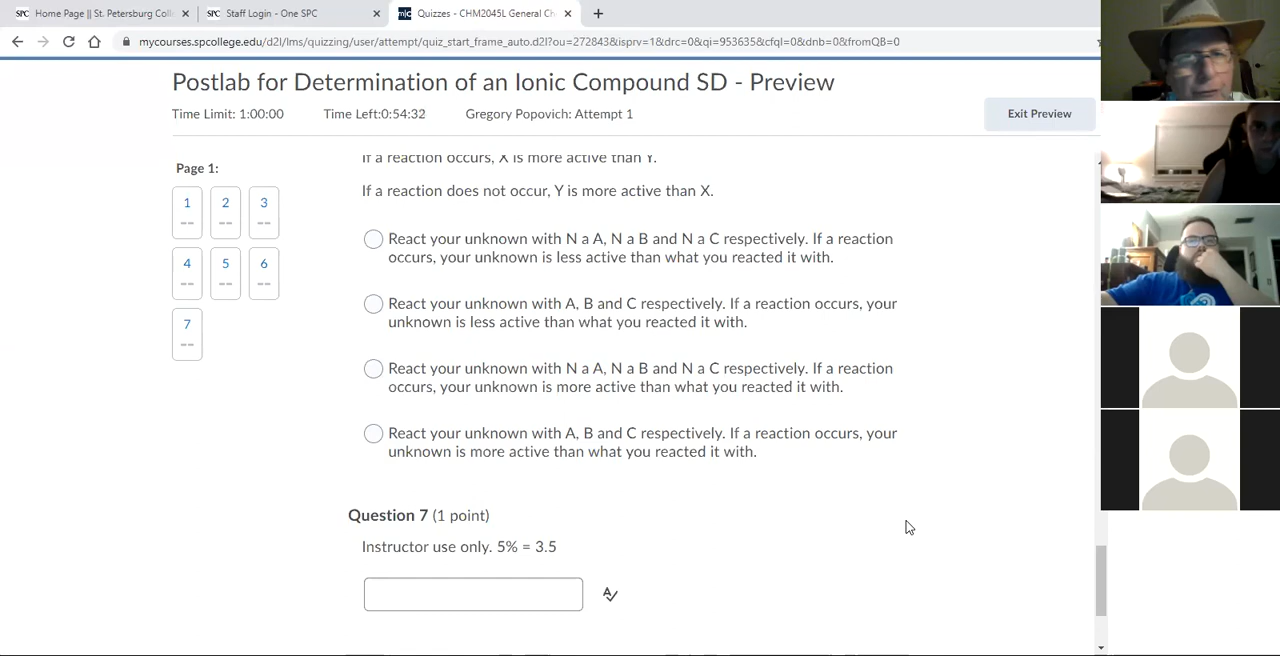 Home Page || St. Petersburg Coll
Staff Login - One SPC
Quizzes - CHM2045L General Ch
mycourses.spcollege.edu/d2l/lms/quizzing/user/attempt/quiz_start_frame_auto.d2l?ou=272843&isprv=1&drc=0&qi=953635&cfql=0&dnb=0&fromQB=0
Postlab for Determination of an Ionic Compound SD - Preview
Time Limit: 1:00:00 Time Left:0:54:32 Gregory Popovich: Attempt 1
Exit Preview
Page 1:
1 2 3
-- -- --
4 5 6
-- -- --
7
--
If a reaction occurs, X is more active than Y.
If a reaction does not occur, Y is more active than X.
React your unknown with N a A, N a B and N a C respectively. If a reaction
occurs, your unknown is less active than what you reacted it with.
React your unknown with A, B and C respectively. If a reaction occurs, your
unknown is less active than what you reacted it with.
React your unknown with N a A, N a B and N a C respectively. If a reaction
occurs, your unknown is more active than what you reacted it with.
React your unknown with A, B and C respectively. If a reaction occurs, your
unknown is more active than what you reacted it with.
Question 7 (1 point)
Instructor use only. 5% = 3.5